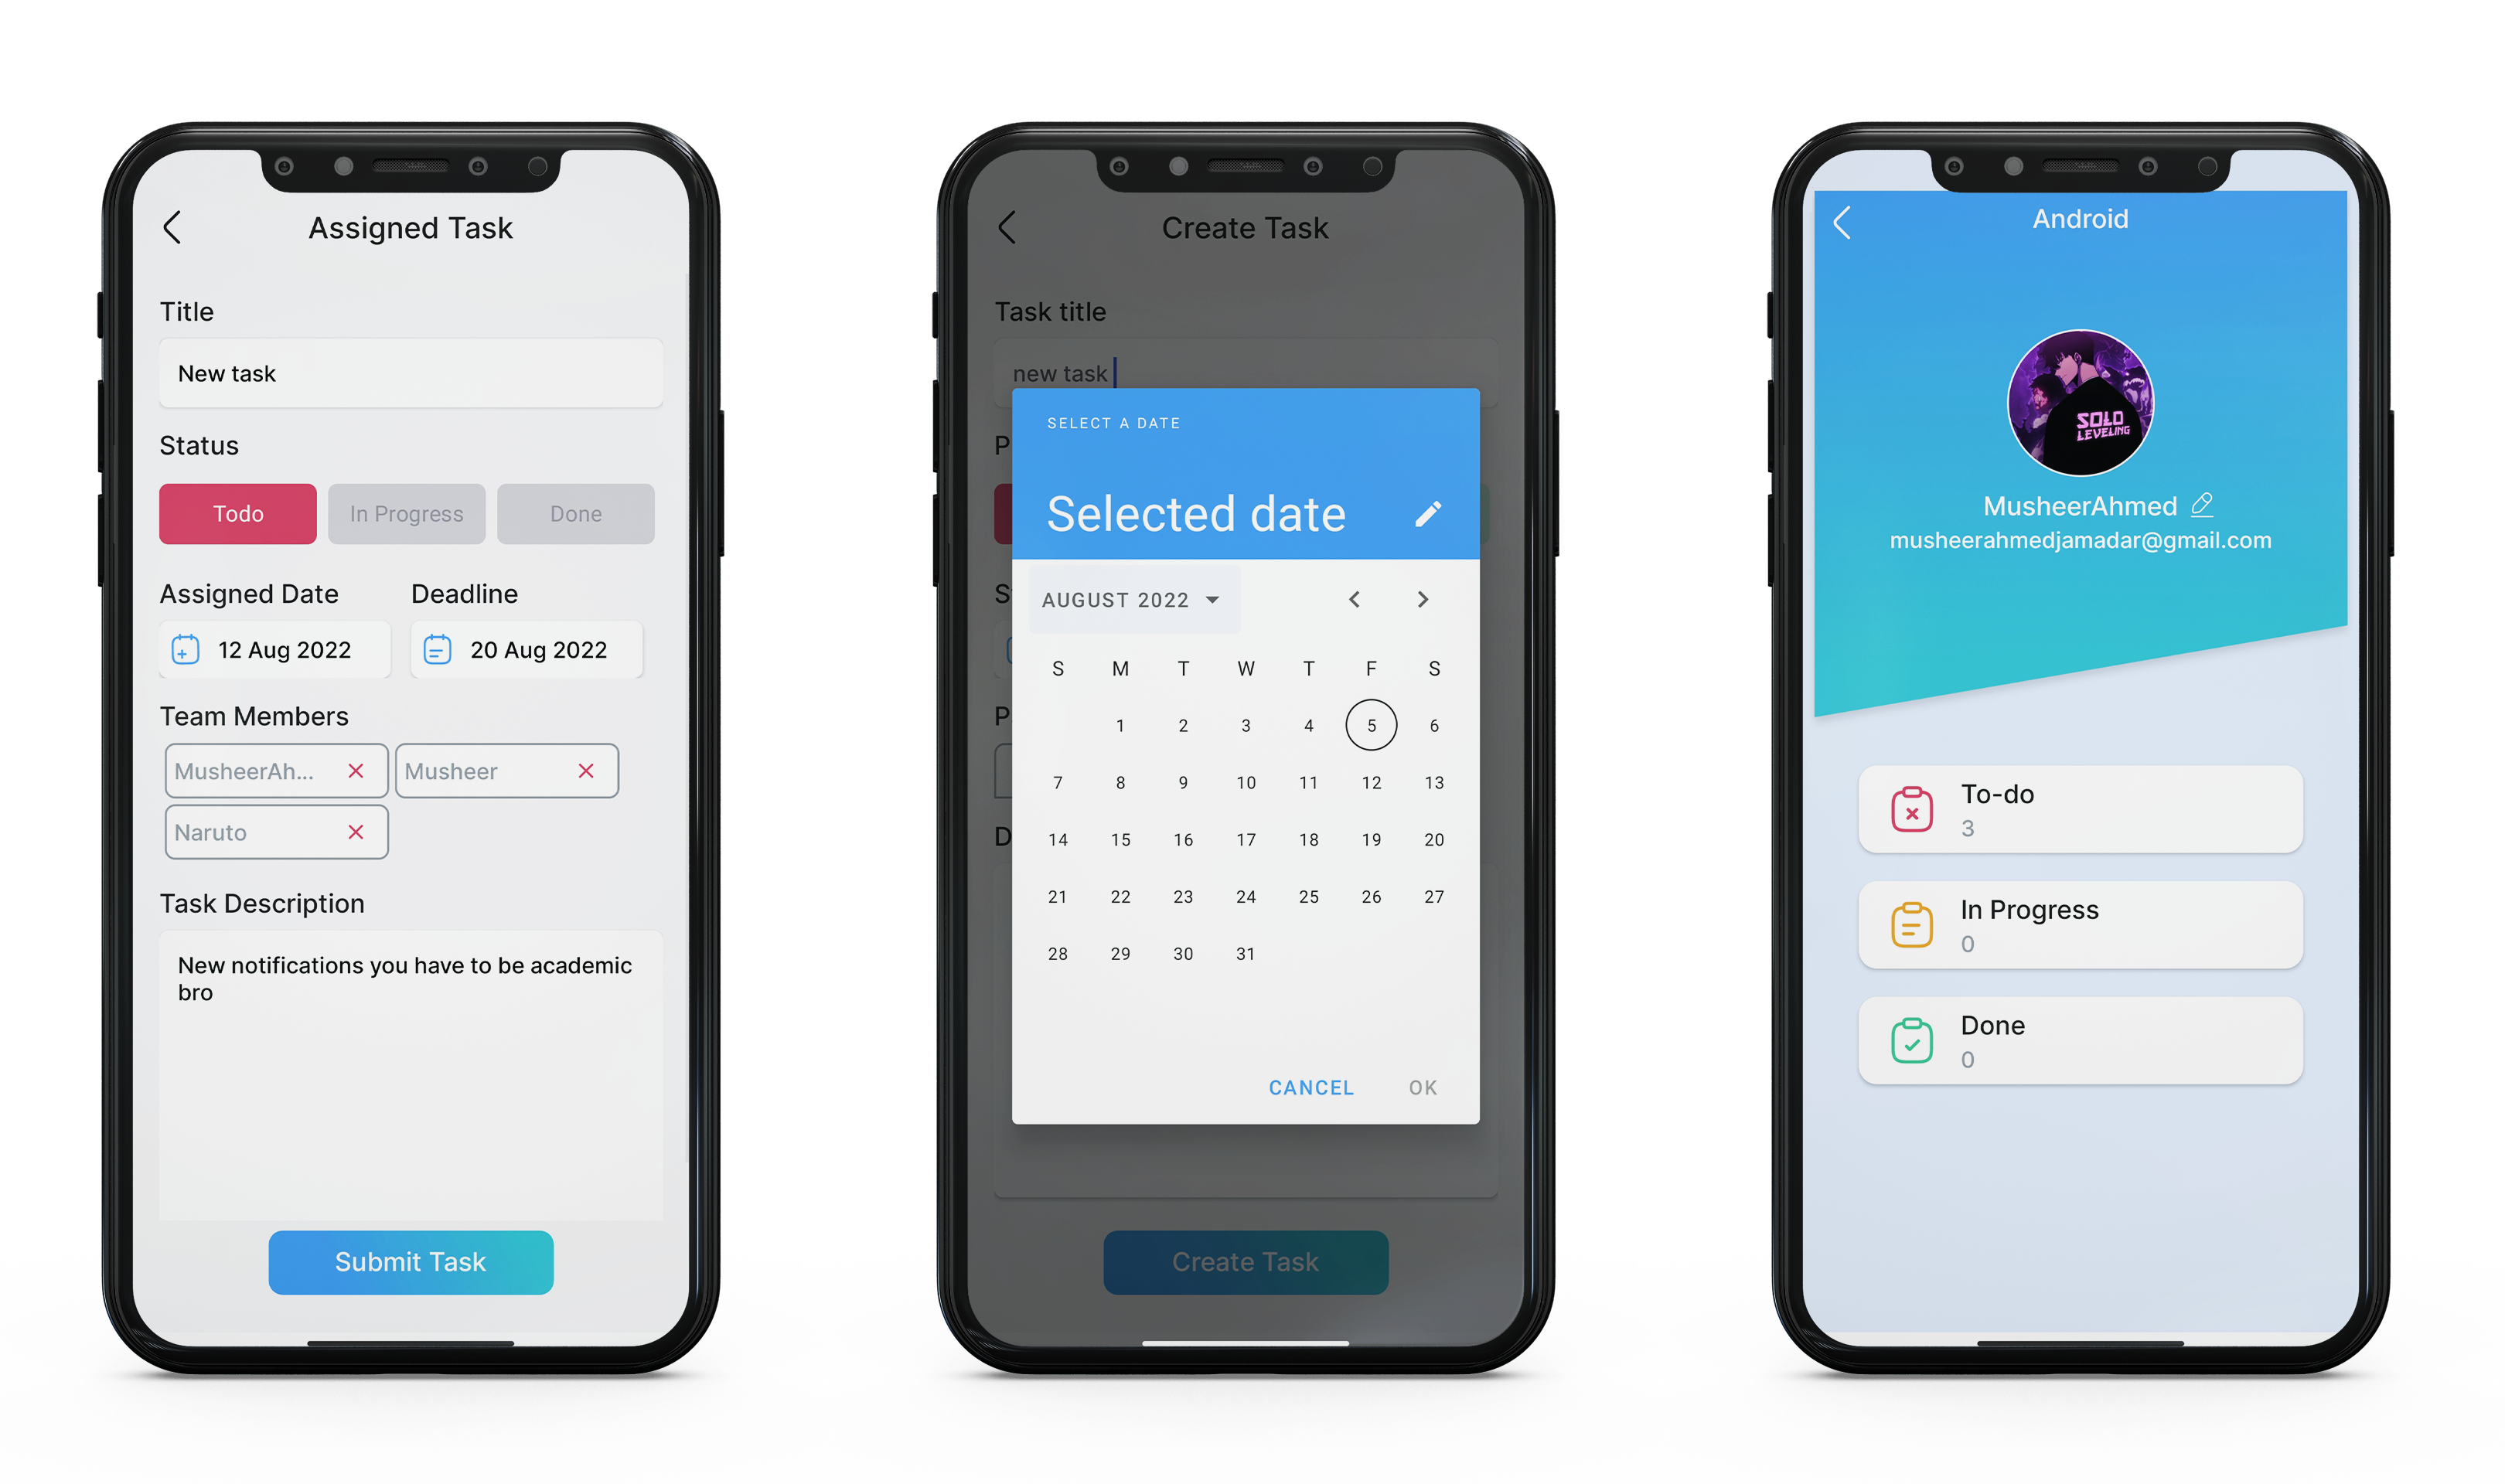 Assigned Task
Title
New task
Status
Todo In Progress Done
Assigned Date Deadline
12 Aug 2022 20 Aug 2022
Team Members
MusheerAh... Musheer
Naruto
Task Description
New notifications you have to be academic
bro
Submit Task
Create Task
Task title
new task
P
S
P
D
SELECT A DATE
Selected date
AUGUST 2022
S M T W T F S
1 2 3 4 5 6
7 8 9 10 11 12 13
14 15 16 17 18 19 20
21 22 23 24 25 26 27
28 29 30 31
CANCEL OK
Create Task
Android
SOLO
LEVELING
MusheerAhmed
musheerahmedjamadar@gmail.com
To-do
3
In Progress
0
Done
0